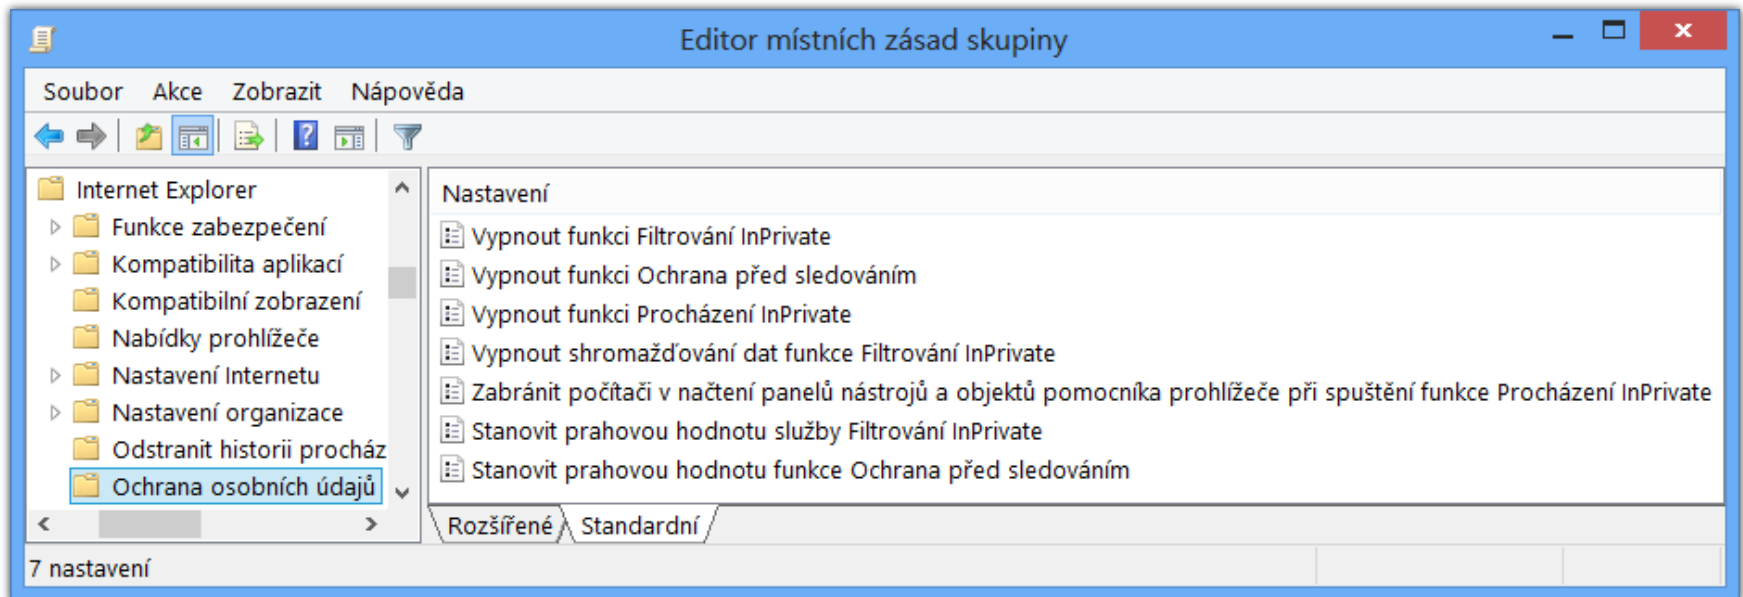 Editor místních zásad skupiny
Soubor Akce Zobrazit Nápověda
Internet Explorer
Funkce zabezpečení
Kompatibilita aplikací
Kompatibilní zobrazení
Nabídky prohlížeče
Nastavení Internetu
Nastavení organizace
Odstranit historii procház
Ochrana osobních údajů
Nastavení
Vypnout funkci Filtrování InPrivate
Vypnout funkci Ochrana před sledováním
Vypnout funkci Procházení InPrivate
Vypnout shromažďování dat funkce Filtrování InPrivate
Zabránit počítači v načtení panelů nástrojů a objektů pomocníka prohlížeče při spuštění funkce Procházení InPrivate
Stanovit prahovou hodnotu služby Filtrování InPrivate
Stanovit prahovou hodnotu funkce Ochrana před sledováním
Rozšířené Standardní
7 nastavení